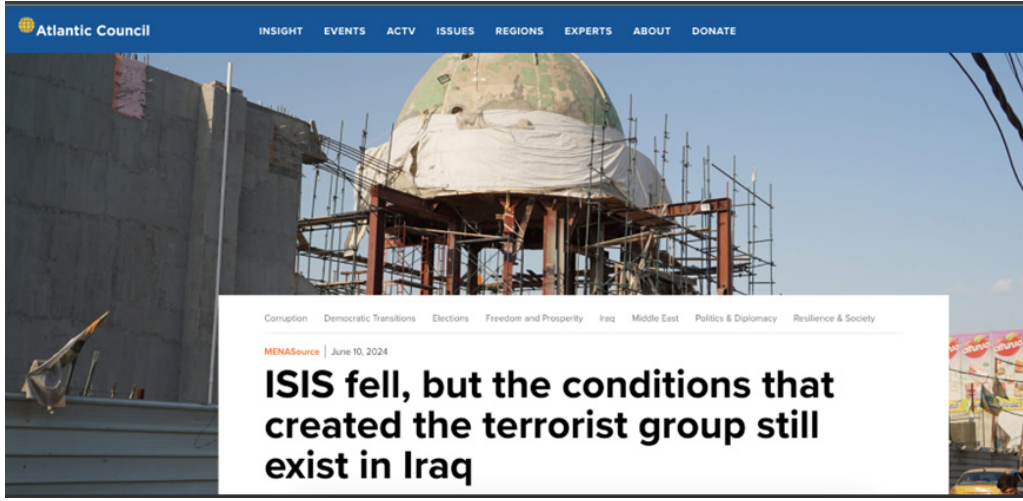 Atlantic Council
INSIGHT EVENTS ACTV ISSUES REGIONS EXPERTS ABOUT DONATE
Corruption Democratic Transitions Elections Freedom and Prosperity Iraq Middle East Politics & Diplomacy Resilience & Society
MENASource | June 10, 2024
ISIS fell, but the conditions that
created the terrorist group still
exist in Iraq